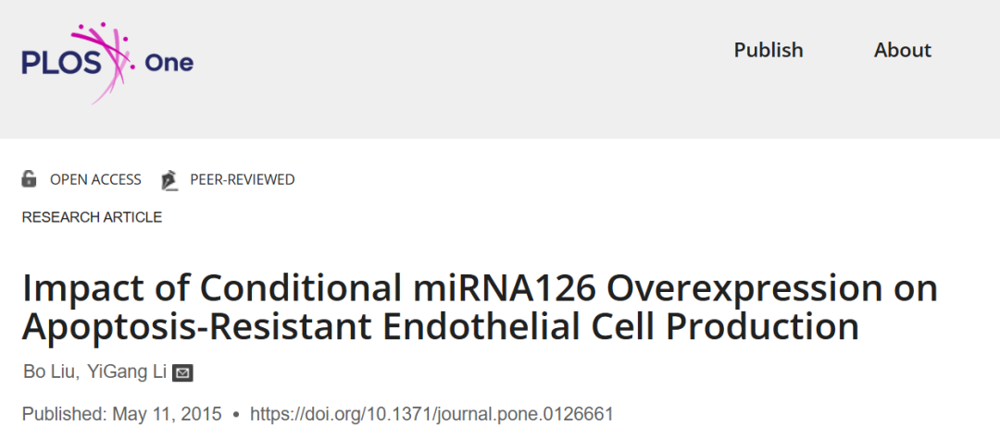 PLOS One
Publish
About
OPEN ACCESS
PEER-REVIEWED
RESEARCH ARTICLE
Impact of Conditional miRNA126 Overexpression on
Apoptosis-Resistant Endothelial Cell Production
Bo Liu, YiGang Li
Published: May 11, 2015 • https://doi.org/10.1371/journal.pone.0126661